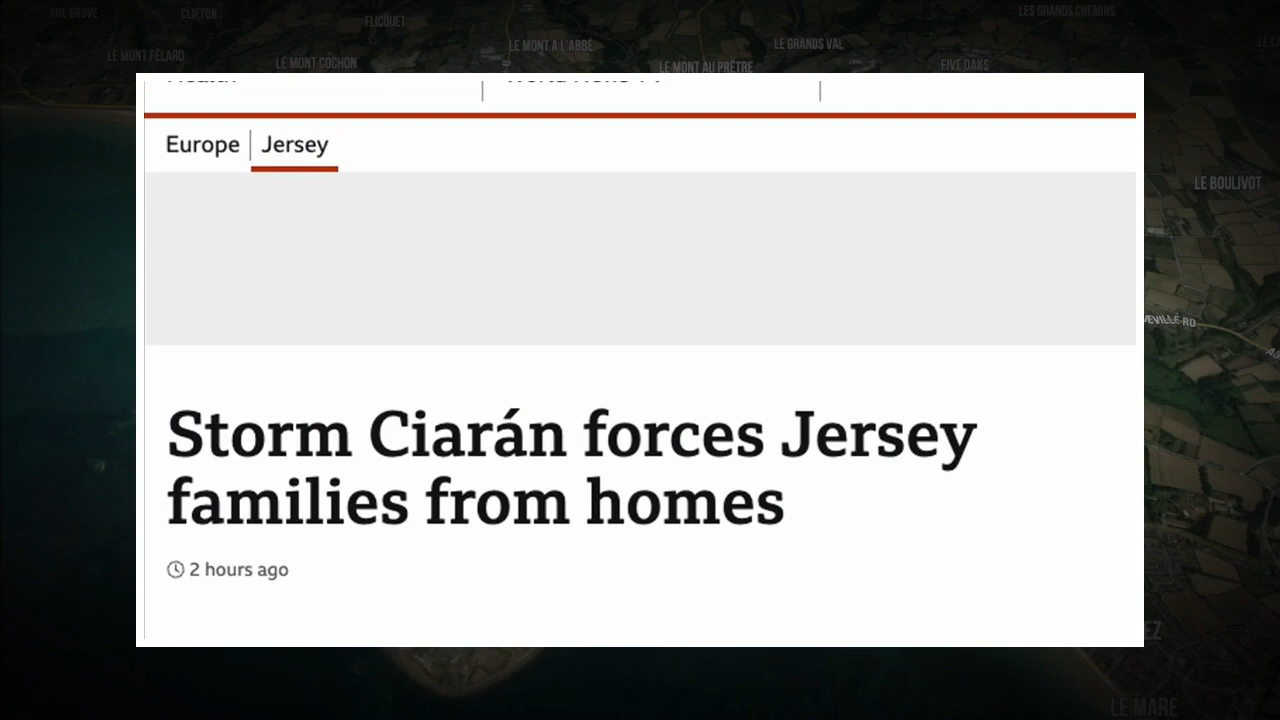 THE GROVE
CLIFTON
FLICQUET
LES GRANDS CHEMINS
LE MONT À L'ABBÉ
LE GRANDS VAL
LE MONT FÉLARD
LE MONT COCHON
LE MONT AU PRÊTRE
FIVE OAKS
Europe
Jersey
LE BOULIVOT
Storm Ciarán forces Jersey
families from homes
2 hours ago
LE MARE